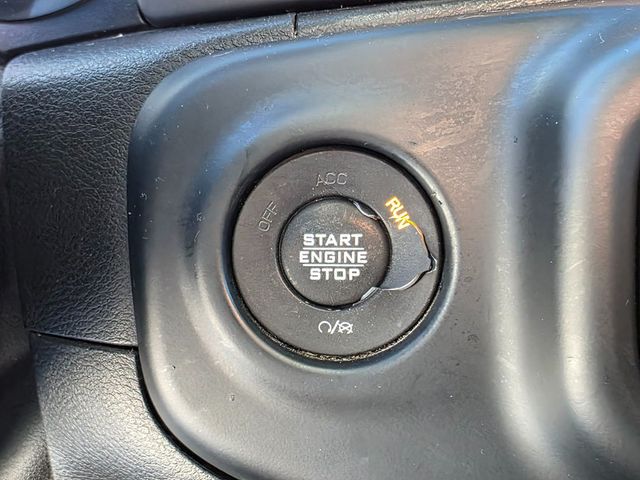 OFF
ACC
RUN
START
ENGINE
STOP